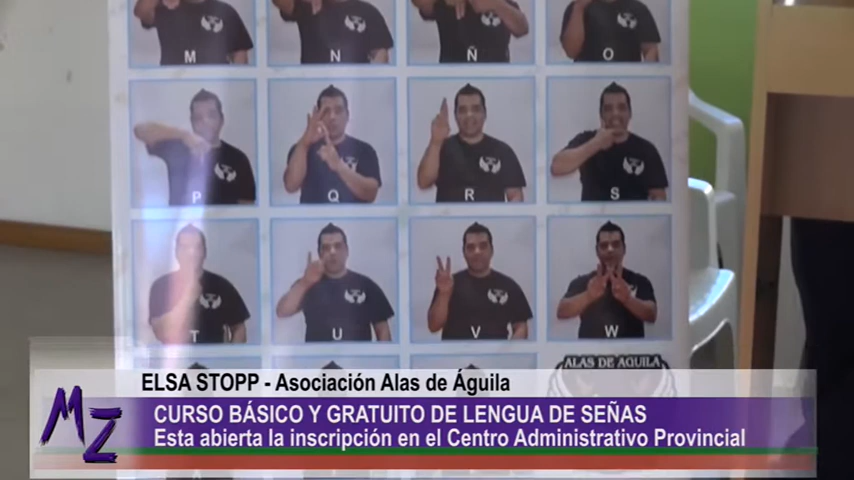 M N Ñ O
P Q R S
T U V W
ALAS DE AGUILA
ELSA STOPP - Asociación Alas de Águila
MZ
CURSO BÁSICO Y GRATUITO DE LENGUA DE SEÑAS
Esta abierta la inscripción en el Centro Administrativo Provincial
X